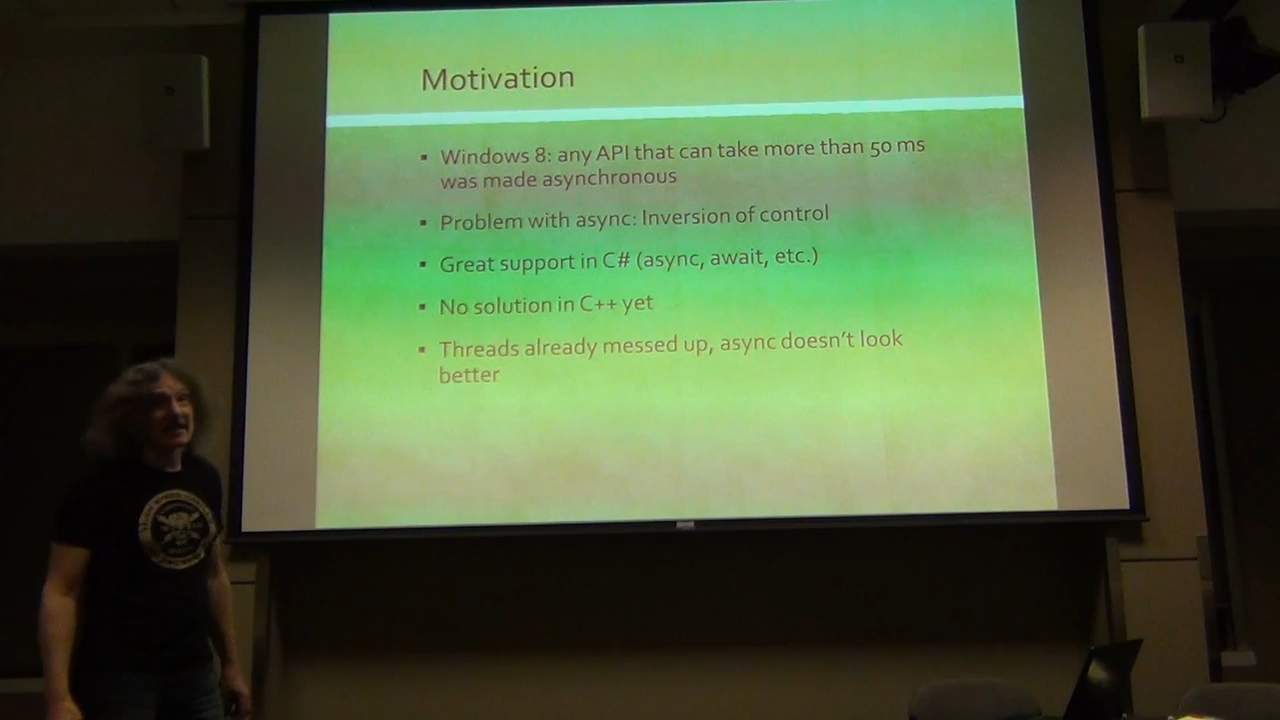 Motivation
▪ Windows 8: any API that can take more than 50 ms
was made asynchronous
▪ Problem with async: Inversion of control
▪ Great support in C# (async, await, etc.)
▪ No solution in C++ yet
▪ Threads already messed up, async doesn't look
better